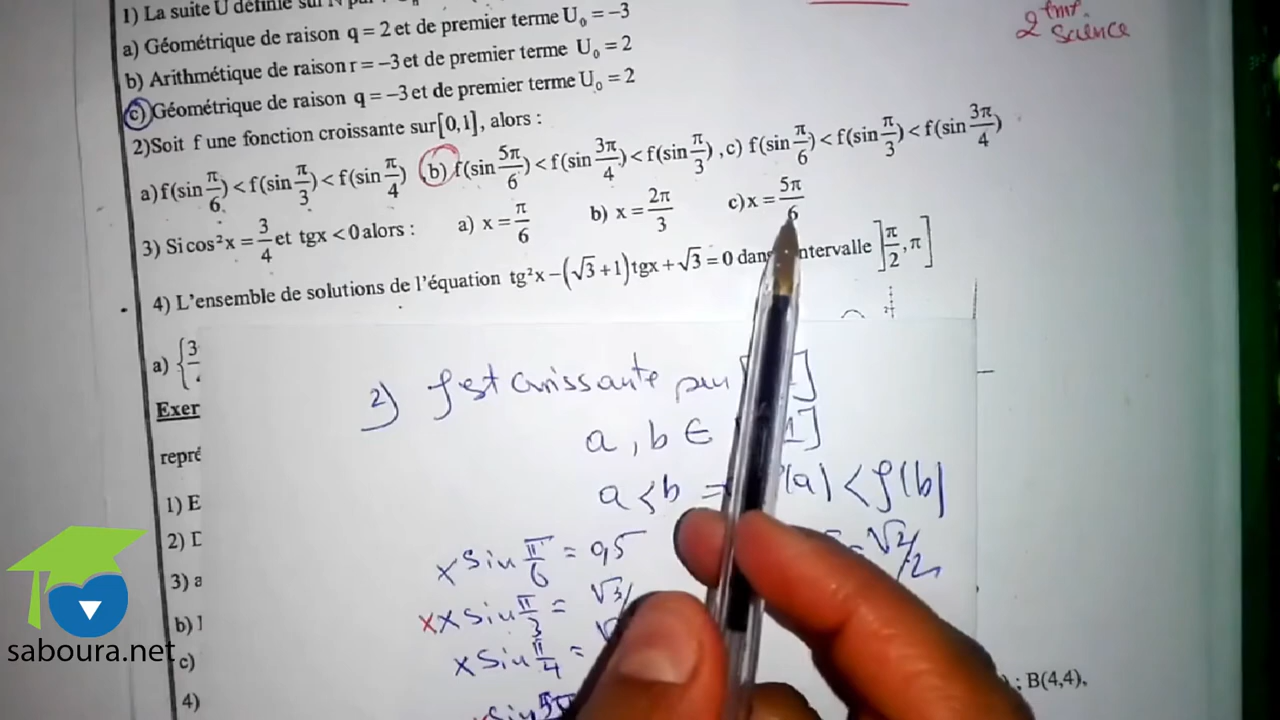 1) La suite U définie sur N par
a) Géométrique de raison q = 2 et de premier terme U₀ = −3
b) Arithmétique de raison r = −3 et de premier terme U₀ = 2
c) Géométrique de raison q = −3 et de premier terme U₀ = 2
2 Science
2)Soit f une fonction croissante sur [0,1], alors :
a) f(sin π/6) < f(sin π/3) < f(sin π/4) b) f(sin 5π/6) < f(sin 3π/4) < f(sin π/3) , c) f(sin π/6) < f(sin π/3) < f(sin 3π/4)
3) Si cos²x = 3/4 et tgx < 0 alors : a) x = π/6 b) x = 2π/3 c) x = 5π/6
4) L'ensemble de solutions de l'équation tg²x − (√3 + 1)tgx + √3 = 0 ]π/2, π]
a) {3
2) f est croissante
a , b ∈ 1]
a < b (a) < f(b)
x sin π/6 = 0,5 = √2/2
x x sin π/3 = √3/
x sin π/4 =
sin 5π
Exer
repré
1) E
2) D
3) a
b)
c)
4)
; B(4,4),
saboura.net